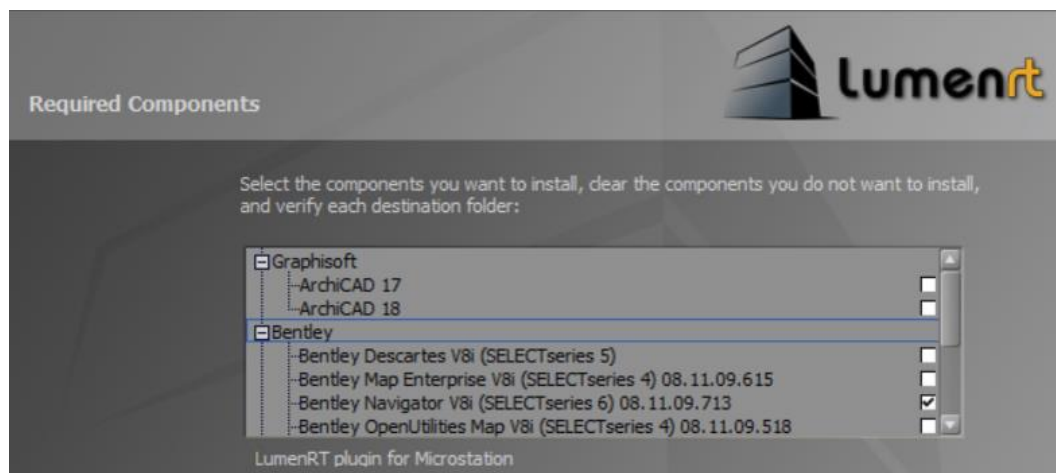 Lumenrt
Required Components
Select the components you want to install, clear the components you do not want to install,
and verify each destination folder:
Graphisoft
ArchiCAD 17
ArchiCAD 18
Bentley
Bentley Descartes V8i (SELECTseries 5)
Bentley Map Enterprise V8i (SELECTseries 4) 08.11.09.615
Bentley Navigator V8i (SELECTseries 6) 08.11.09.713
Bentley OpenUtilities Map V8i (SELECTseries 4) 08.11.09.518
LumenRT plugin for Microstation